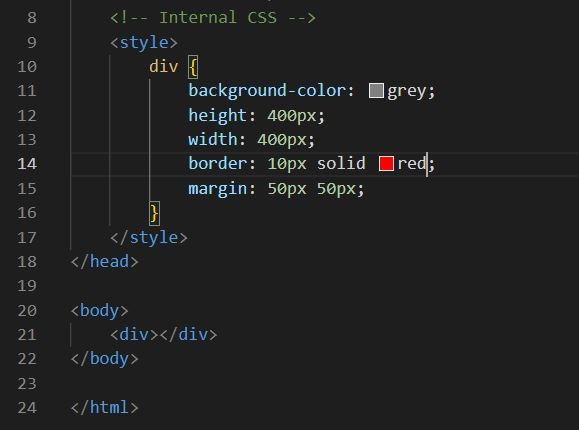 8 <!-- Internal CSS -->
9 <style>
10 div {
11 background-color: grey;
12 height: 400px;
13 width: 400px;
14 border: 10px solid red;
15 margin: 50px 50px;
16 }
17 </style>
18 </head>
19
20 <body>
21 <div></div>
22 </body>
23
24 </html>